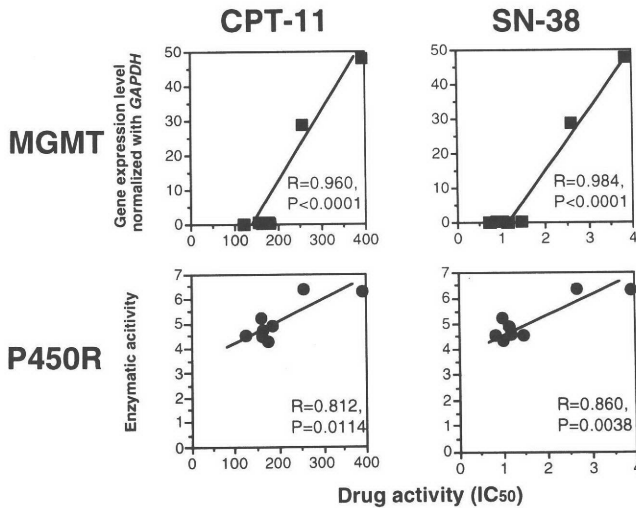 CPT-11 SN-38
MGMT
Gene expression level
normalized with GAPDH
50
40
30
20
10
0
R=0.960,
P<0.0001
0 100 200 300 400
50
40
30
20
10
0
R=0.984,
P<0.0001
0 1 2 3 4
P450R
Enzymatic acitivity
7
6
5
4
3
2
1
0
R=0.812,
P=0.0114
0 100 200 300 400
7
6
5
4
3
2
1
0
R=0.860,
P=0.0038
0 1 2 3 4
Drug activity (IC50)